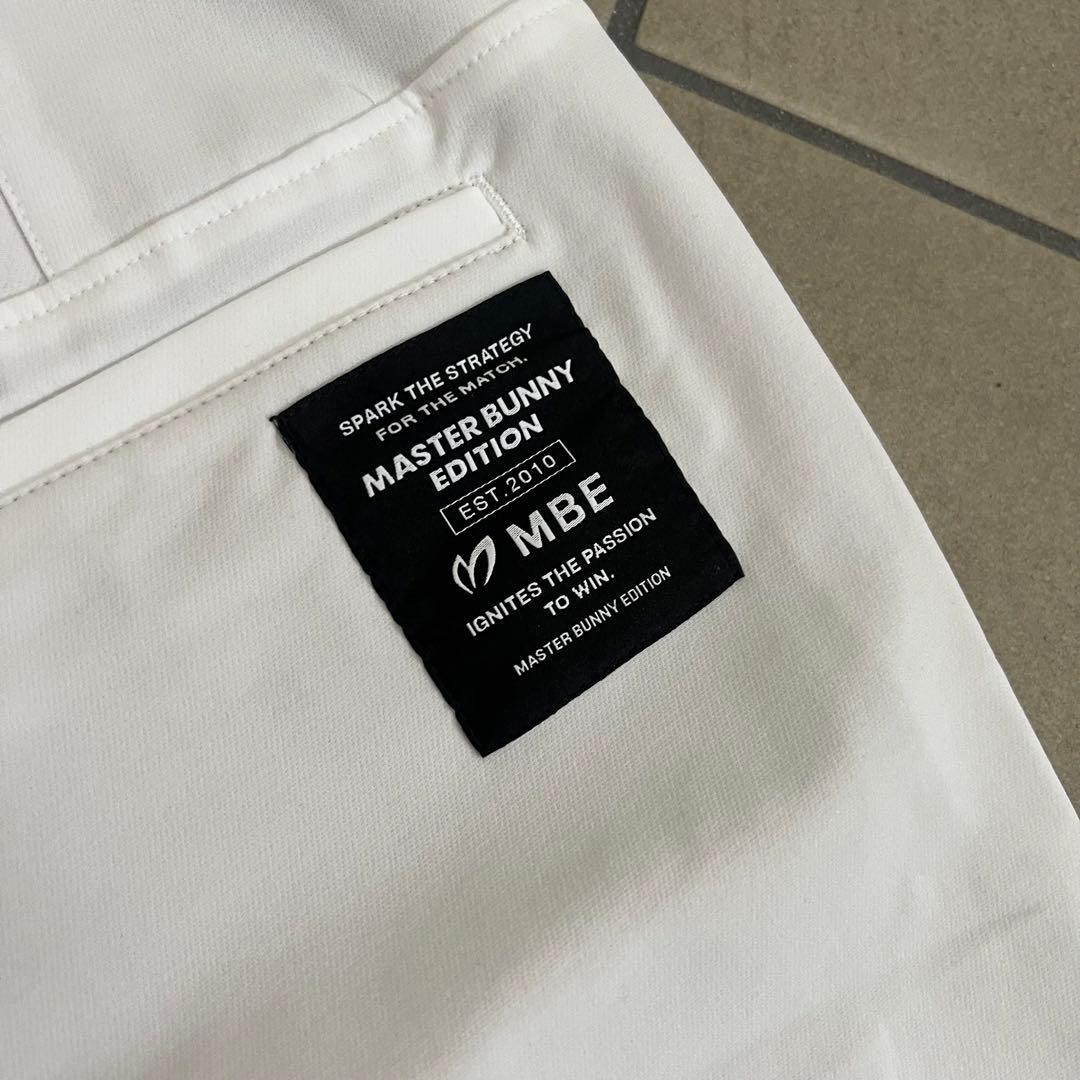 SPARK THE STRATEGY
FOR THE MATCH.
MASTER BUNNY
EDITION
EST.2010
MBE
IGNITES THE PASSION
TO WIN.
MASTER BUNNY EDITION